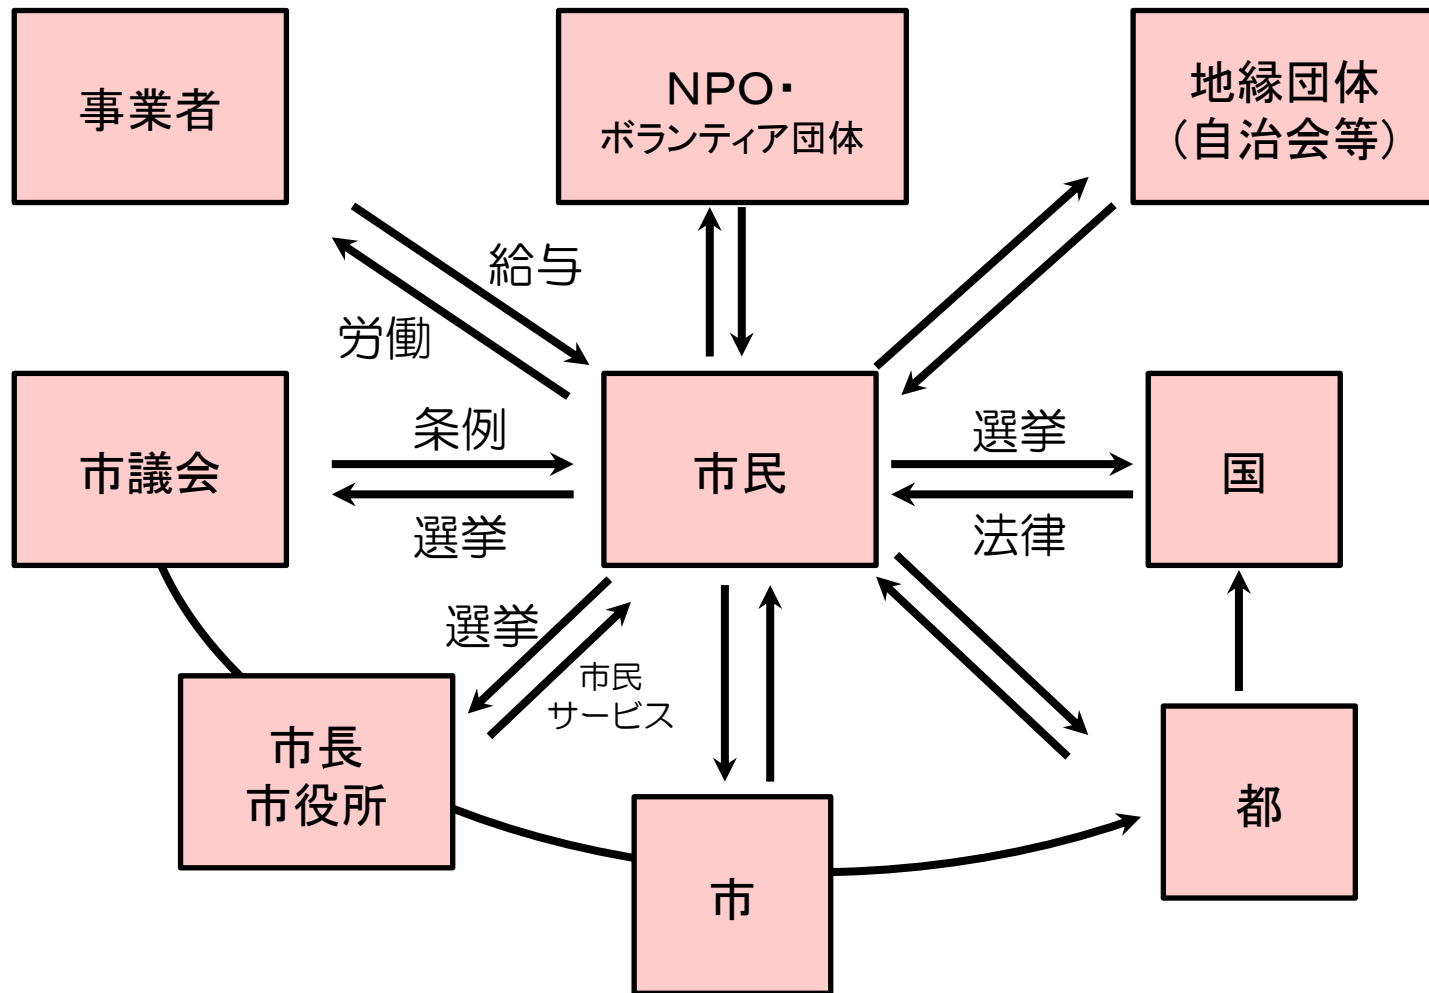 事業者
NPO・
ボランティア団体
地縁団体
（自治会等）
給与
労働
市議会
条例
選挙
市民
選挙
法律
国
選挙
市民
サービス
市長
市役所
市
都